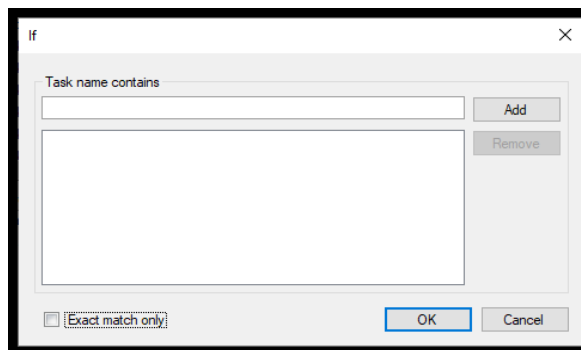 If
Task name contains
Add
Remove
Exact match only
OK
Cancel